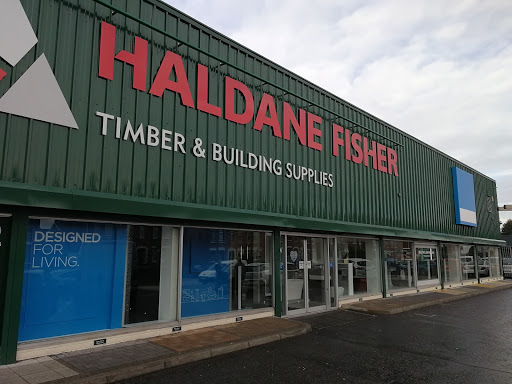 HALDANE FISHER
TIMBER & BUILDING SUPPLIES
DESIGNED
FOR
LIVING.